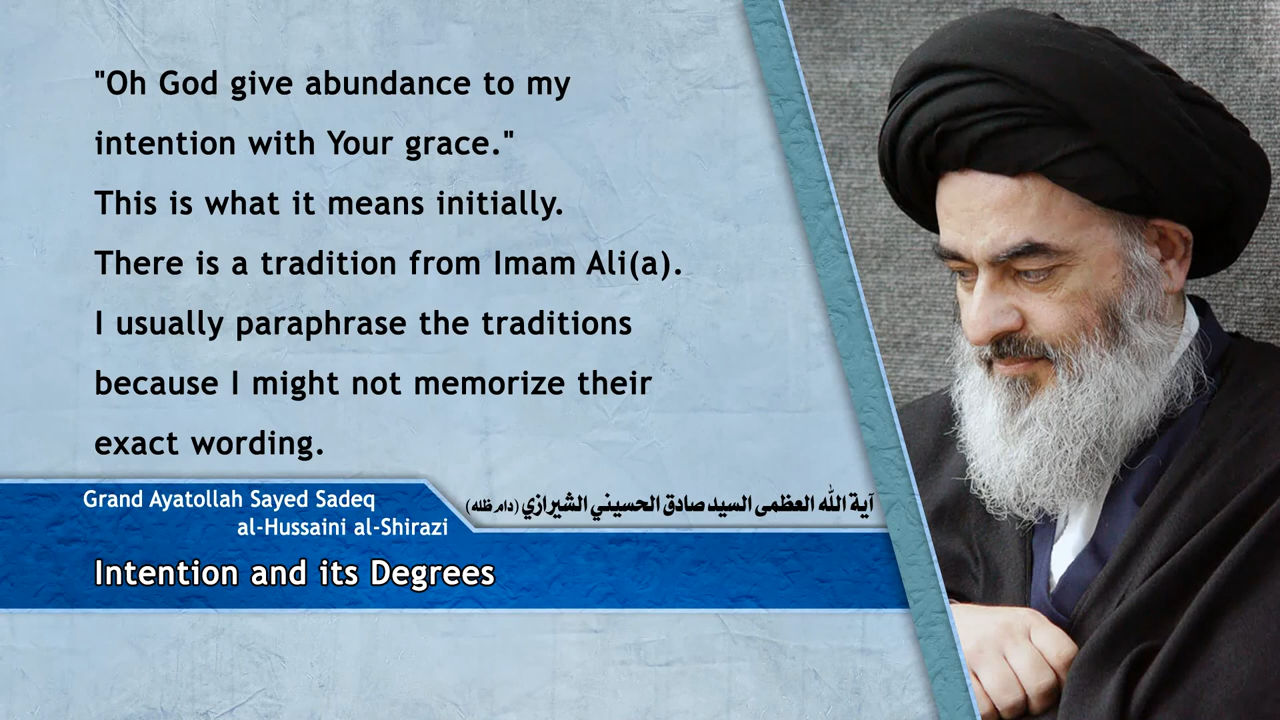 "Oh God give abundance to my
intention with Your grace."
This is what it means initially.
There is a tradition from Imam Ali(a).
I usually paraphrase the traditions
because I might not memorize their
exact wording.
Grand Ayatollah Sayed Sadeq
al-Hussaini al-Shirazi
آية الله العظمى السيد صادق الحسيني الشيرازي (دام ظله)
Intention and its Degrees